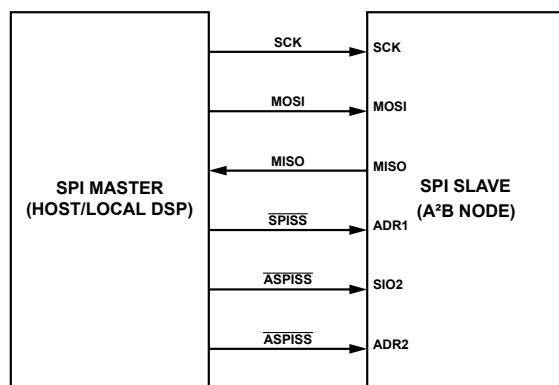 SCK
SCK
MOSI
MOSI
MISO
MISO
SPI MASTER
(HOST/LOCAL DSP)
SPI SLAVE
(A²B NODE)
SPISS
ADR1
ASPISS
SIO2
ASPISS
ADR2